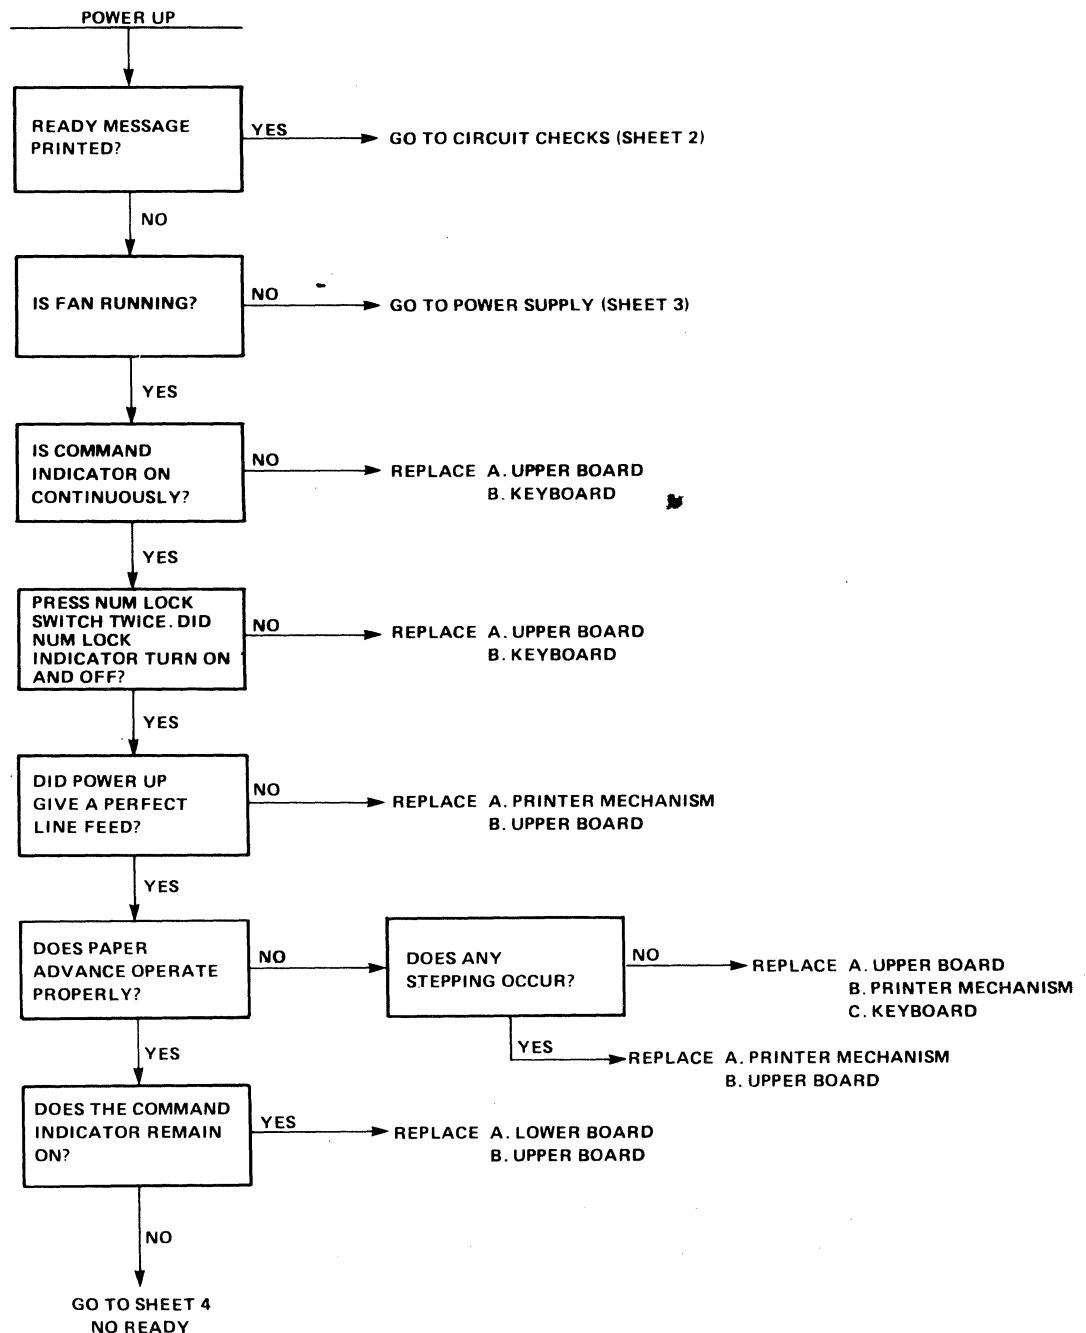 POWER UP
READY MESSAGE
PRINTED?
YES
GO TO CIRCUIT CHECKS (SHEET 2)
NO
IS FAN RUNNING?
NO
GO TO POWER SUPPLY (SHEET 3)
YES
IS COMMAND
INDICATOR ON
CONTINUOUSLY?
NO
REPLACE A. UPPER BOARD
B. KEYBOARD
YES
PRESS NUM LOCK
SWITCH TWICE. DID
NUM LOCK
INDICATOR TURN ON
AND OFF?
NO
REPLACE A. UPPER BOARD
B. KEYBOARD
YES
DID POWER UP
GIVE A PERFECT
LINE FEED?
NO
REPLACE A. PRINTER MECHANISM
B. UPPER BOARD
YES
DOES PAPER
ADVANCE OPERATE
PROPERLY?
NO
DOES ANY
STEPPING OCCUR?
NO
REPLACE A. UPPER BOARD
B. PRINTER MECHANISM
C. KEYBOARD
YES
REPLACE A. PRINTER MECHANISM
B. UPPER BOARD
YES
DOES THE COMMAND
INDICATOR REMAIN
ON?
YES
REPLACE A. LOWER BOARD
B. UPPER BOARD
NO
GO TO SHEET 4
NO READY